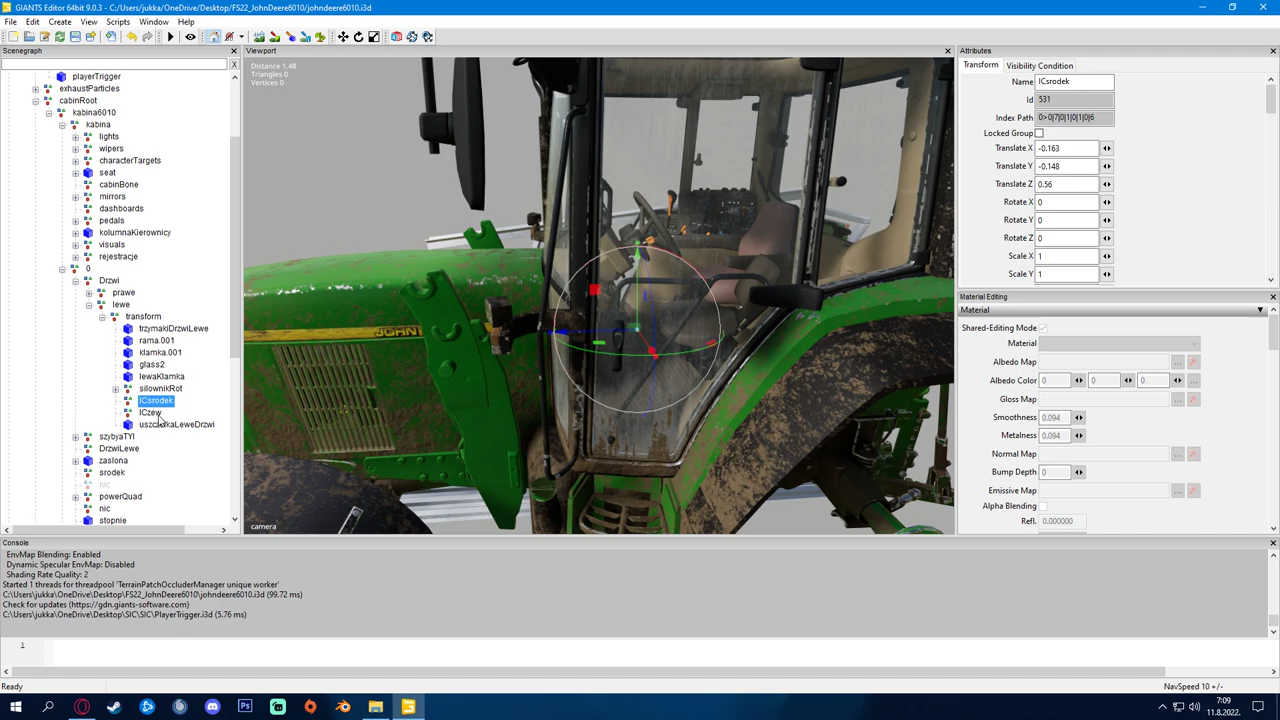 GIANTS Editor 64bit 9.0.3 - C:/Users/jukka/OneDrive/Desktop/FS22_JohnDeere6010/johndeere6010.i3d
File Edit Create View Scripts Window Help
Scenegraph
X
playerTrigger
exhaustParticles
cabinRoot
kabina6010
kabina
lights
wipers
characterTargets
seat
cabinBone
mirrors
dashboards
pedals
kolumnaKierowicy
visuals
rejestracje
0
Drzwi
prawe
lewe
transform
trzymakiDrzwiLewe
rama.001
klamka.001
glass2
lewaKlamka
silownikRot
ICsrodek
ICzew
DrzwiLewe
zaslona
srodek
nic
powerQuad
nic
stopnie
Viewport
Distance 1.48
Triangles 0
Vertices 0
JOHN
camera
Attributes
Transform Visibility Condition
Name ICsrodek
Id 531
Index Path 0>0|7|0|1|0|1|0|6
Locked Group
Translate X -0.163
Translate Y -0.148
Translate Z 0.56
Rotate X 0
Rotate Y 0
Rotate Z 0
Scale X 1
Scale Y 1
Material Editing
Material
Shared-Editing Mode
Material
Albedo Map ...
Albedo Color 0 0 0 ...
Gloss Map ...
Smoothness 0.094
Metalness 0.094
Normal Map ...
Bump Depth 0
Emissive Map ...
Alpha Blending
Refl. 0.000000
Console
EnvMap Blending: Enabled
Dynamic Specular EnvMap: Disabled
Shading Rate Quality: 2
Started 1 threads for threadpool 'TerrainPatchOccluderManager unique worker'
C:\Users\jukka\OneDrive\Desktop\FS22_JohnDeere6010\johndeere6010.i3d (99.72 ms)
Check for updates (https://gdn.giants-software.com)
C:\Users\jukka\OneDrive\Desktop\SIC\SIC\PlayerTrigger.i3d (5.76 ms)
1
Ready
NavSpeed 10 +/-
7:09
11.8.2022.